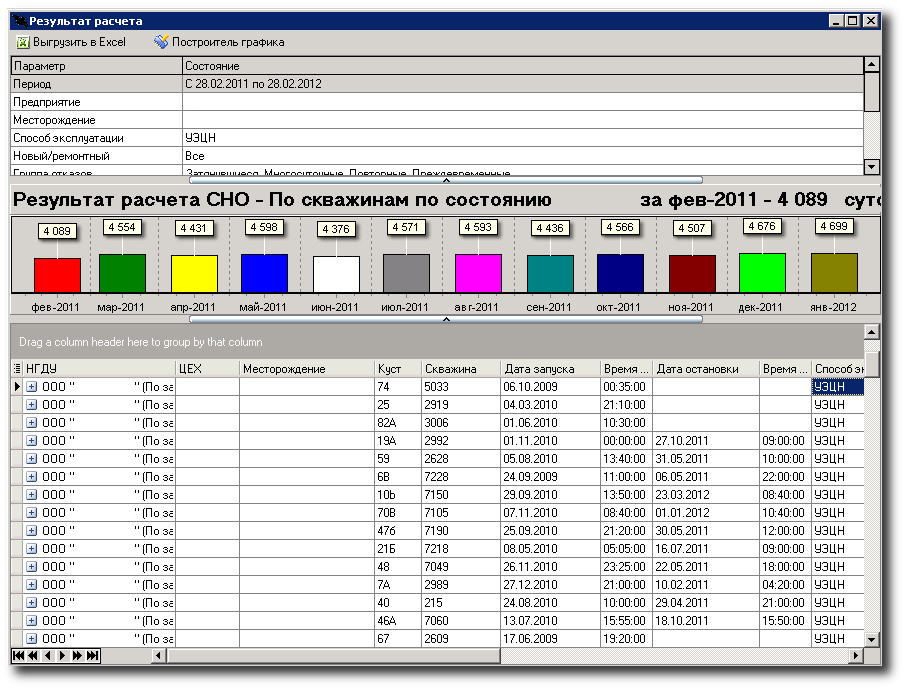 Результат расчета
Выгрузить в Excel Построитель графика
Параметр Состояние
Период С 28.02.2011 по 28.02.2012
Предприятие
Месторождение
Способ эксплуатации УЭЦН
Новый/ремонтный Все
Группа отказов Затянувшиеся, Многосуточные, Повторные, Преждевременные
Результат расчета СНО - По скважинам по состоянию за фев-2011 - 4 089 суто
4 089 4 554 4 431 4 598 4 376 4 571 4 593 4 436 4 566 4 507 4 676 4 699
фев-2011 мар-2011 апр-2011 май-2011 июн-2011 июл-2011 авг-2011 сен-2011 окт-2011 ноя-2011 дек-2011 янв-2012
Drag a column header here to group by that column
НГДУ ЦЕХ Месторождение Куст Скважина Дата запуска Время ... Дата остановки Время ... Способ эк
ООО " " (По за 74 5033 06.10.2009 00:35:00 УЭЦН
ООО " " (По за 25 2919 04.03.2010 21:10:00 УЭЦН
ООО " " (По за 82А 3006 01.06.2010 10:30:00 УЭЦН
ООО " " (По за 19А 2992 01.11.2010 00:00:00 27.10.2011 09:00:00 УЭЦН
ООО " " (По за 59 2628 05.08.2010 13:40:00 31.05.2011 10:00:00 УЭЦН
ООО " " (По за 6В 7228 24.09.2009 11:00:00 06.05.2011 22:00:00 УЭЦН
ООО " " (По за 10b 7150 29.09.2010 13:50:00 23.03.2012 08:40:00 УЭЦН
ООО " " (По за 70В 7105 07.11.2010 08:40:00 01.01.2012 10:40:00 УЭЦН
ООО " " (По за 47б 7190 25.09.2010 21:20:00 30.05.2011 12:00:00 УЭЦН
ООО " " (По за 21Б 7218 08.05.2010 05:05:00 16.07.2011 09:00:00 УЭЦН
ООО " " (По за 48 7049 26.11.2010 23:25:00 22.05.2011 18:00:00 УЭЦН
ООО " " (По за 7А 2989 27.12.2010 21:00:00 10.02.2011 04:20:00 УЭЦН
ООО " " (По за 40 215 24.08.2010 10:00:00 29.04.2011 21:00:00 УЭЦН
ООО " " (По за 46А 7060 13.07.2010 15:55:00 18.10.2011 15:50:00 УЭЦН
ООО " " (По за 67 2609 17.06.2009 19:20:00 УЭЦН